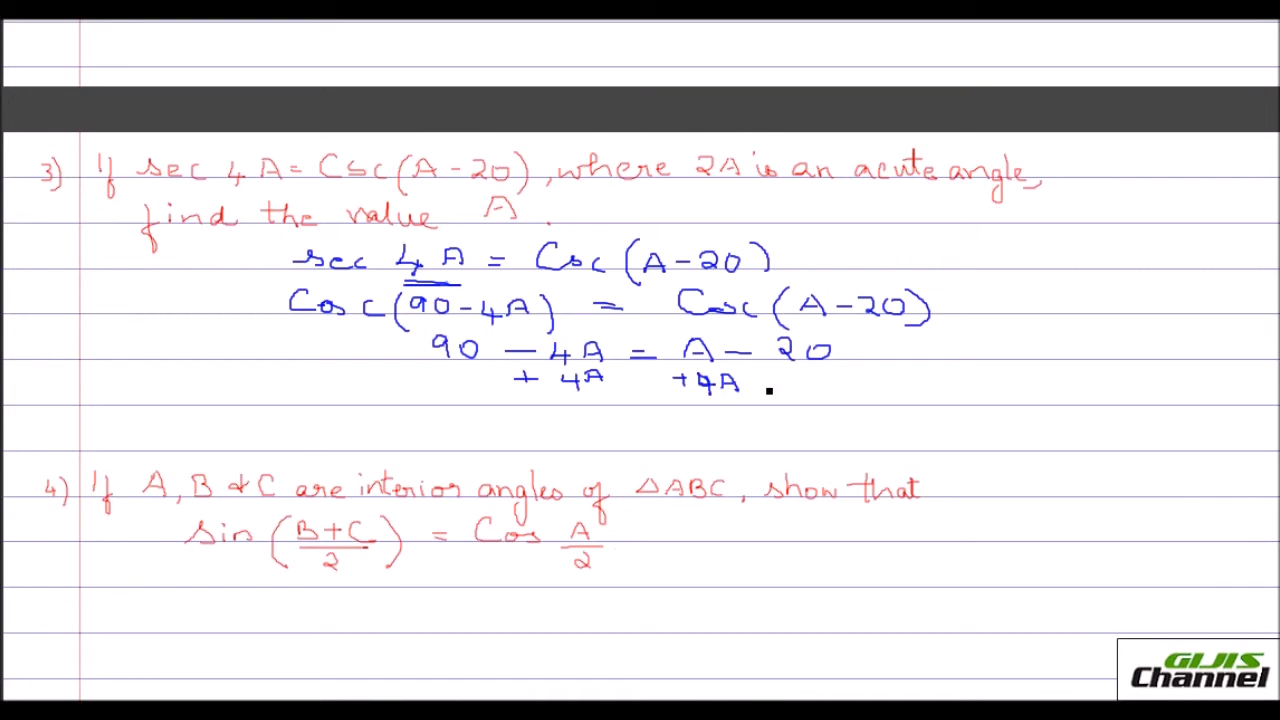 3) If sec 4A = Csc(A - 20), where 2A is an acute angle,
find the value A.
sec 4A = Csc(A - 20)
Cosc(90 - 4A) = Cosc(A - 20)
90 - 4A = A - 20
+ 4A +4A
4) If A, B & C are interior angles of △ABC, show that
sin (B+C/2) = Cos A/2
GIJIS
Channel